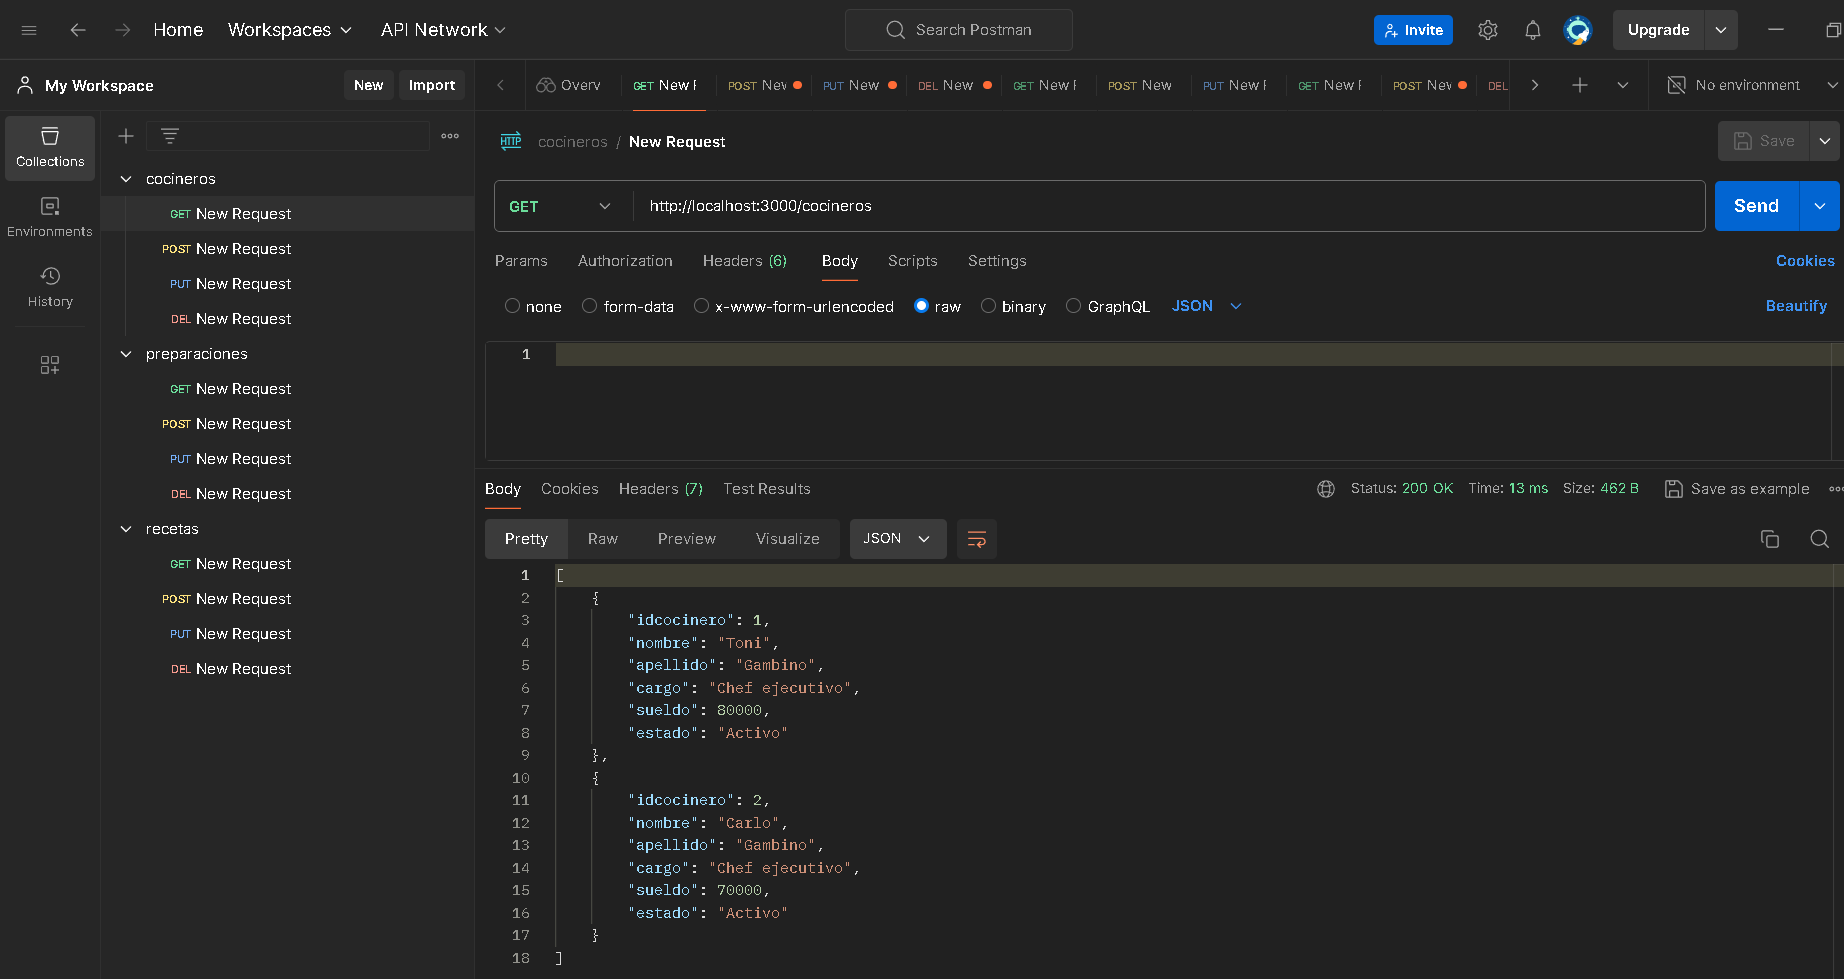 Home Workspaces API Network Search Postman Invite Upgrade
My Workspace New Import Overv GET New POST New PUT New DEL New GET New POST New PUT New GET New POST New DEL No environment
Collections
Environments
History
cocineros
GET New Request
POST New Request
PUT New Request
DEL New Request
preparaciones
GET New Request
POST New Request
PUT New Request
DEL New Request
recetas
GET New Request
POST New Request
PUT New Request
DEL New Request
HTTP cocineros / New Request Save
GET http://localhost:3000/cocineros Send
Params Authorization Headers (6) Body Scripts Settings Cookies
none form-data x-www-form-urlencoded raw binary GraphQL JSON Beautify
1
Body Cookies Headers (7) Test Results Status: 200 OK Time: 13 ms Size: 462 B Save as example
Pretty Raw Preview Visualize JSON
1 [
2 {
3 "idcocinero": 1,
4 "nombre": "Toni",
5 "apellido": "Gambino",
6 "cargo": "Chef ejecutivo",
7 "sueldo": 80000,
8 "estado": "Activo"
9 },
10 {
11 "idcocinero": 2,
12 "nombre": "Carlo",
13 "apellido": "Gambino",
14 "cargo": "Chef ejecutivo",
15 "sueldo": 70000,
16 "estado": "Activo"
17 }
18 ]